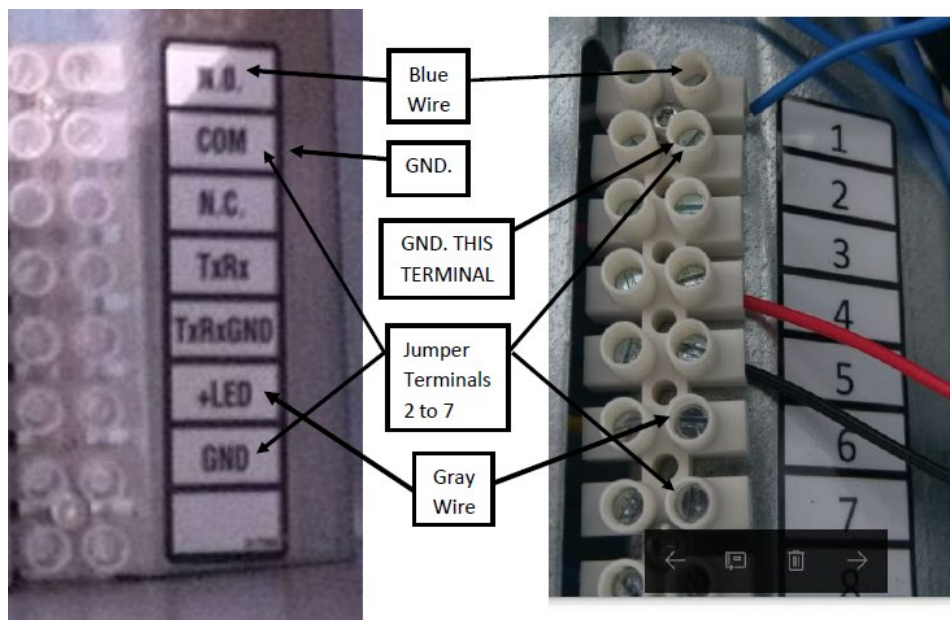 N.O.
COM
N.C.
TxRx
TxRxGND
+LED
GND
Blue
Wire
GND.
GND. THIS
TERMINAL
Jumper
Terminals
2 to 7
Gray
Wire
1
2
3
4
5
6
7
8